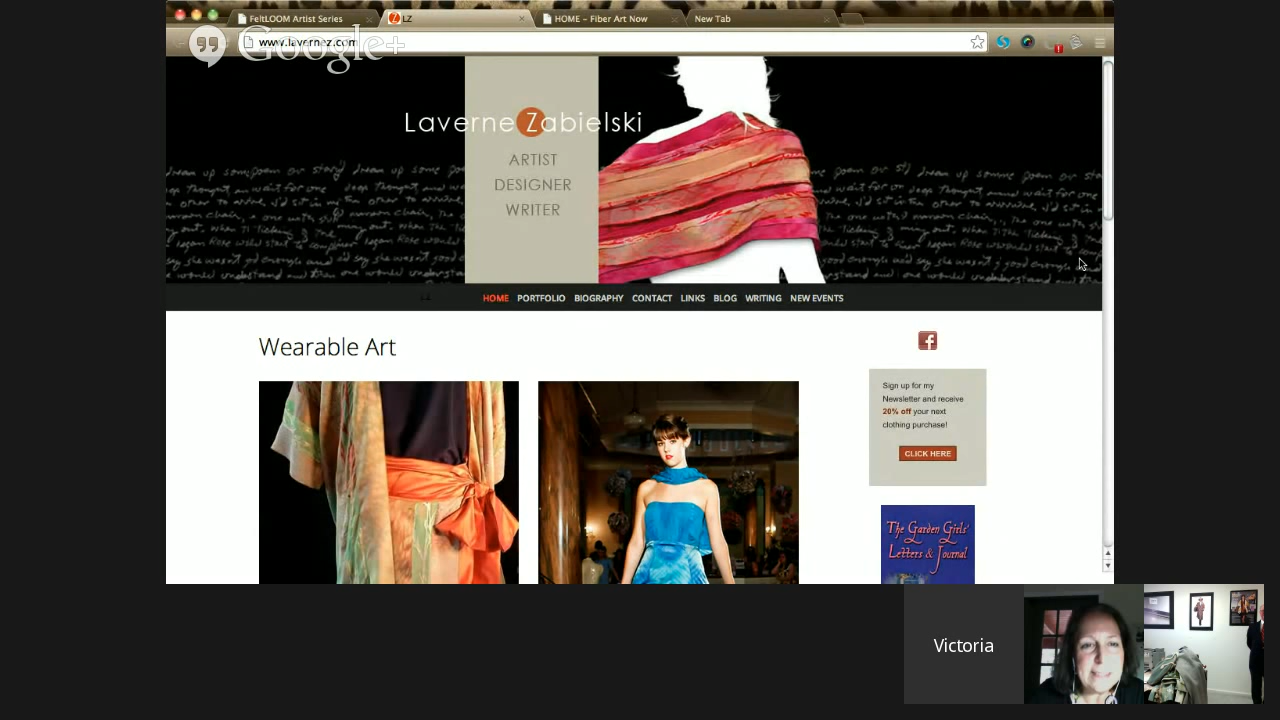 FeltLOOM Artist Series
LZ
HOME – Fiber Art Now
New Tab
Google+
www.lavernez.com
Laverne Zabielski
ARTIST
DESIGNER
WRITER
HOME PORTFOLIO BIOGRAPHY CONTACT LINKS BLOG WRITING NEW EVENTS
Wearable Art
Sign up for my
Newsletter and receive
20% off your next
clothing purchase!
CLICK HERE
The Garden Girls'
Letters & Journal
Victoria